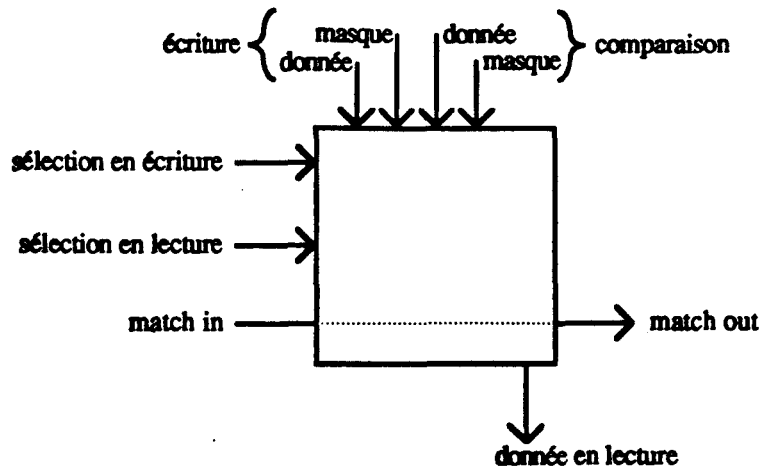 écriture
masque
donnée
donnée
masque
comparaison
sélection en écriture
sélection en lecture
match in
match out
donnée en lecture